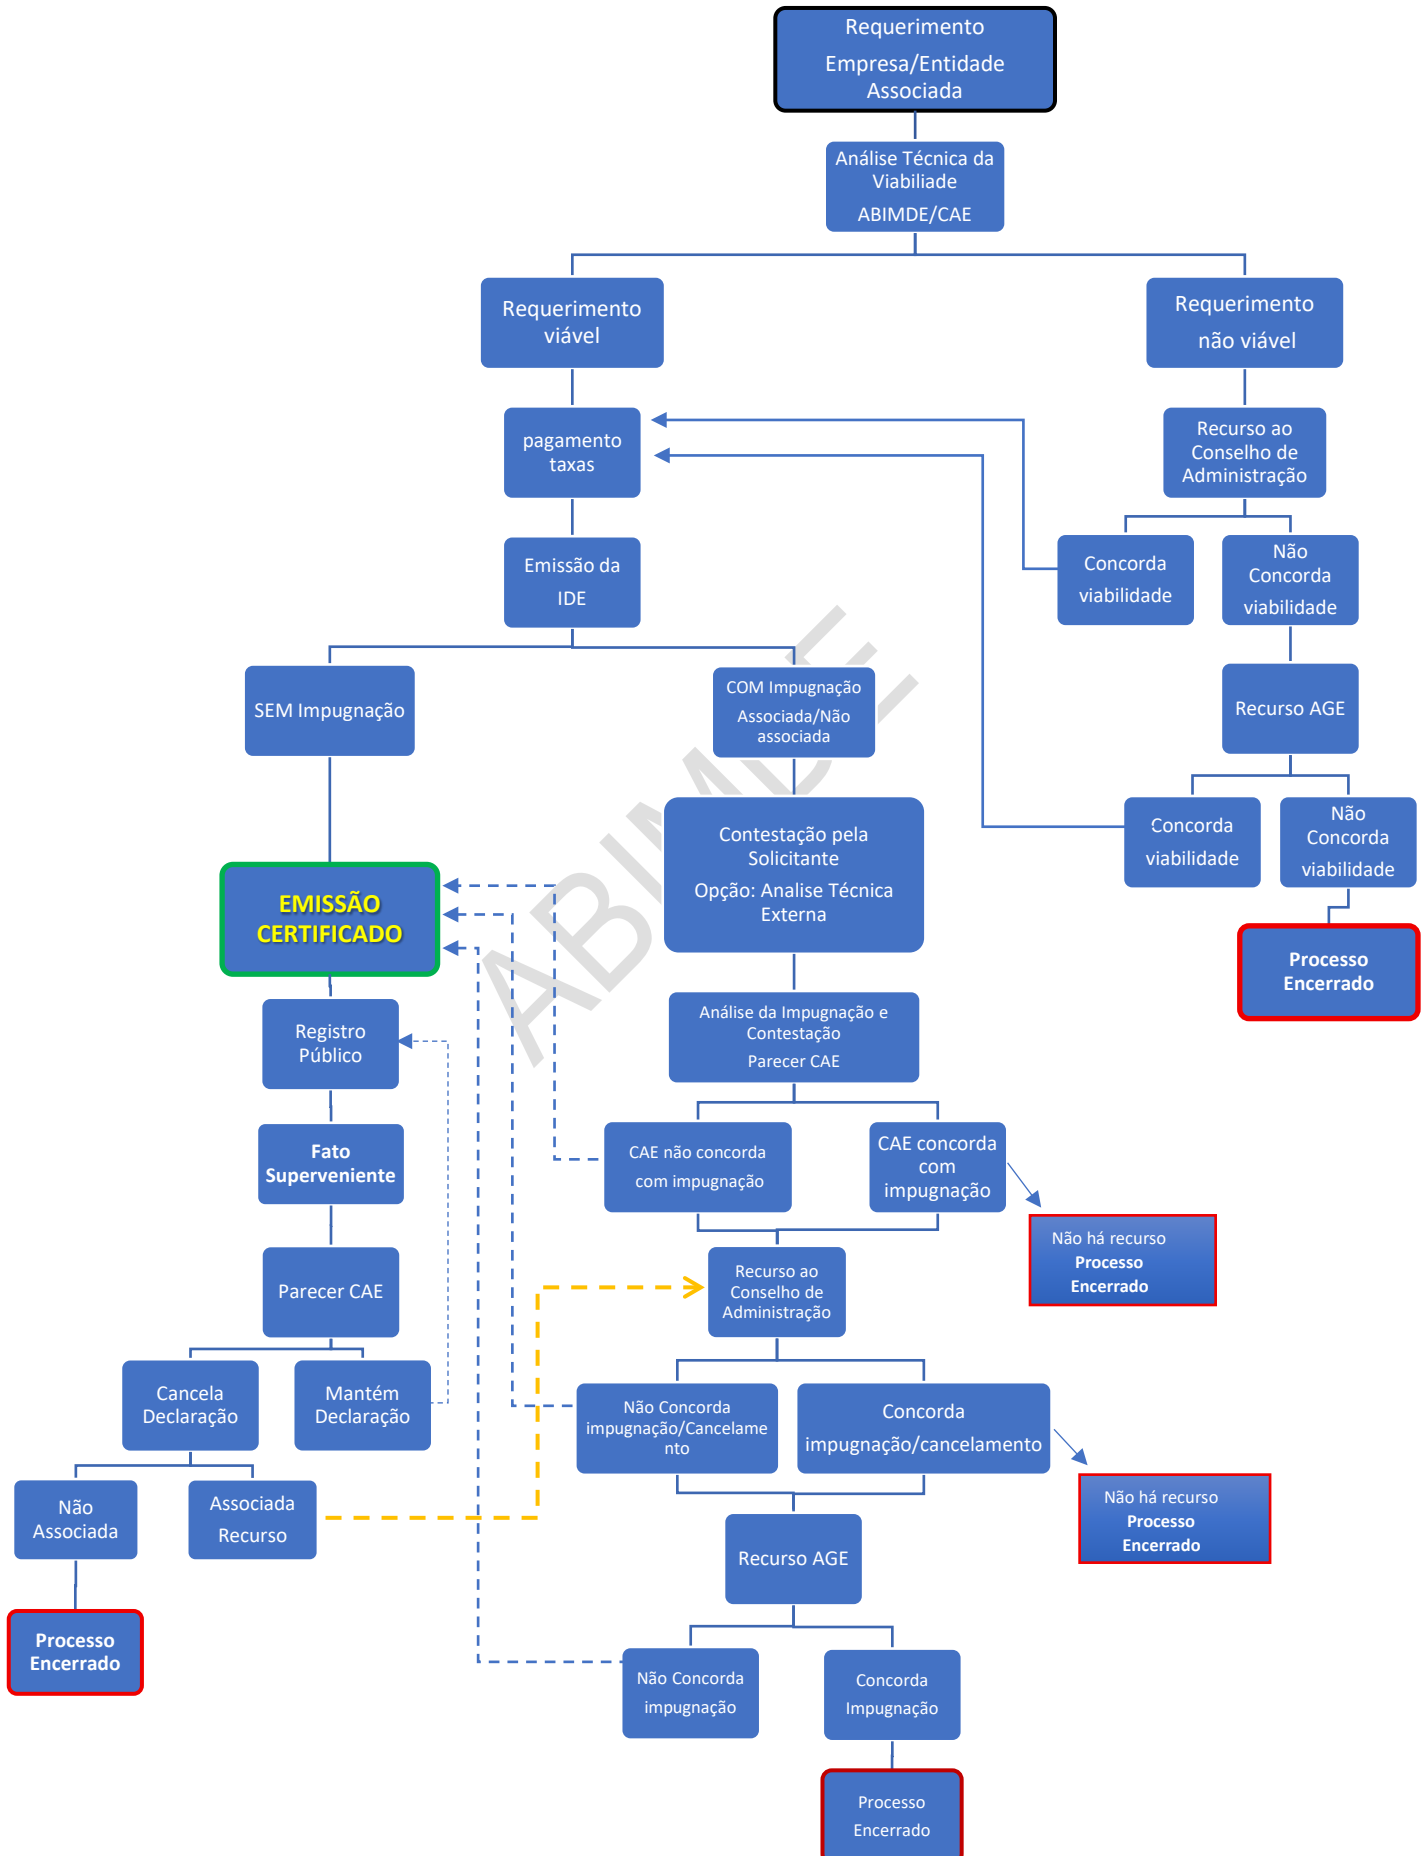 Requerimento
Empresa/Entidade
Associada
Análise Técnica da
Viabiliade
ABIMDE/CAE
Requerimento
viável
Requerimento
não viável
pagamento
taxas
Recurso ao
Conselho de
Administração
Emissão da
IDE
Concorda
viabilidade
Não
Concorda
viabilidade
SEM Impugnação
COM Impugnação
Associada/Não
associada
Recurso AGE
Contestação pela
Solicitante
Opção: Analise Técnica
Externa
Concorda
viabilidade
Não
Concorda
viabilidade
EMISSÃO
CERTIFICADO
Processo
Encerrado
ABIMDE
Registro
Público
Análise da Impugnação e
Contestação
Parecer CAE
Fato
Superveniente
CAE não concorda
com impugnação
CAE concorda
com
impugnação
Não há recurso
Processo
Encerrado
Parecer CAE
Recurso ao
Conselho de
Administração
Cancela
Declaração
Mantém
Declaração
Não Concorda
impugnação/Cancelame
nto
Concorda
impugnação/cancelamento
Não há recurso
Processo
Encerrado
Não
Associada
Associada
Recurso
Recurso AGE
Processo
Encerrado
Não Concorda
impugnação
Concorda
Impugnação
Processo
Encerrado